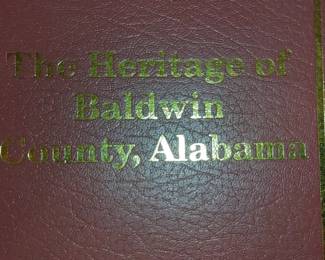 The Heritage of
Baldwin
County, Alabama